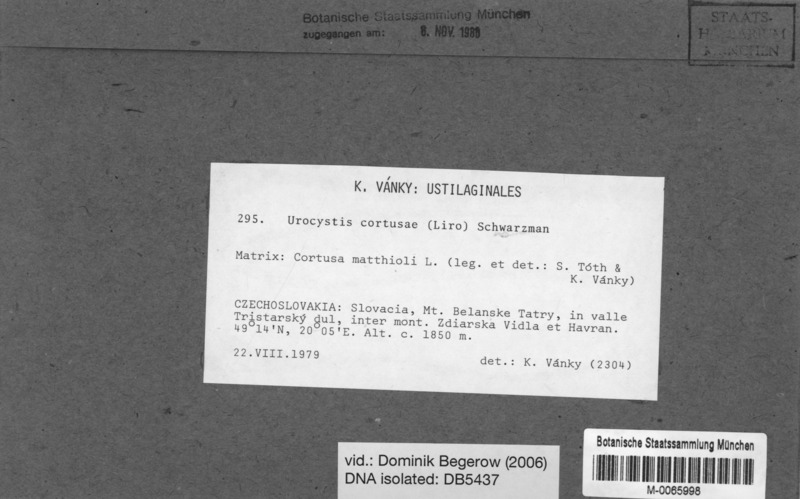 Botanische Staatssammlung München
zugegangen am: 8. NOV. 1988
STAATS-
HERBARIUM
MÜNCHEN
K. VÁNKY: USTILAGINALES
295. Urocystis cortusae (Liro) Schwarzman
Matrix: Cortusa matthioli L. (leg. et det.: S. Tóth &
K. Vánky)
CZECHOSLOVAKIA: Slovacia, Mt. Belanske Tatry, in valle
Tristarský dul, inter mont. Zdiarska Vidla et Havran.
49°14'N, 20°05'E. Alt. c. 1850 m.
22.VIII.1979
det.: K. Vánky (2304)
vid.: Dominik Begerow (2006)
DNA isolated: DB5437
Botanische Staatssammlung München
M-0065998